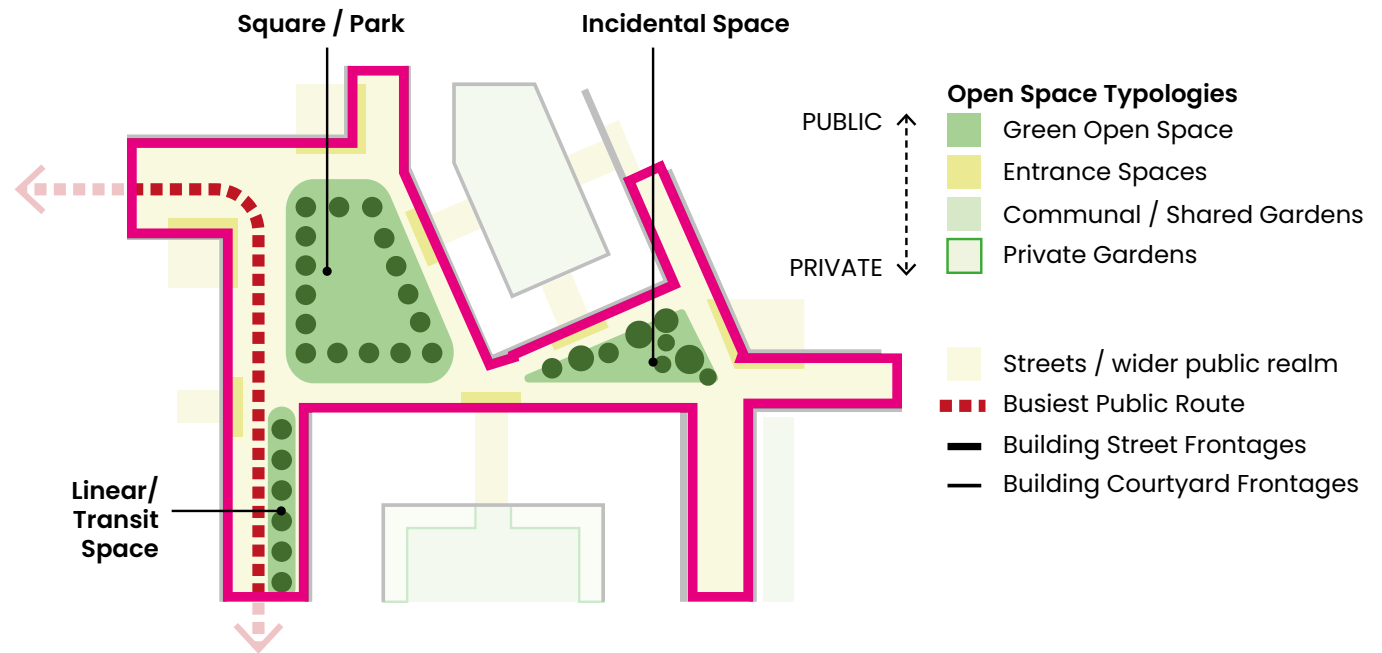 Square / Park
Incidental Space
Linear/
Transit
Space
PUBLIC
PRIVATE
Open Space Typologies
Green Open Space
Entrance Spaces
Communal / Shared Gardens
Private Gardens
Streets / wider public realm
Busiest Public Route
Building Street Frontages
Building Courtyard Frontages